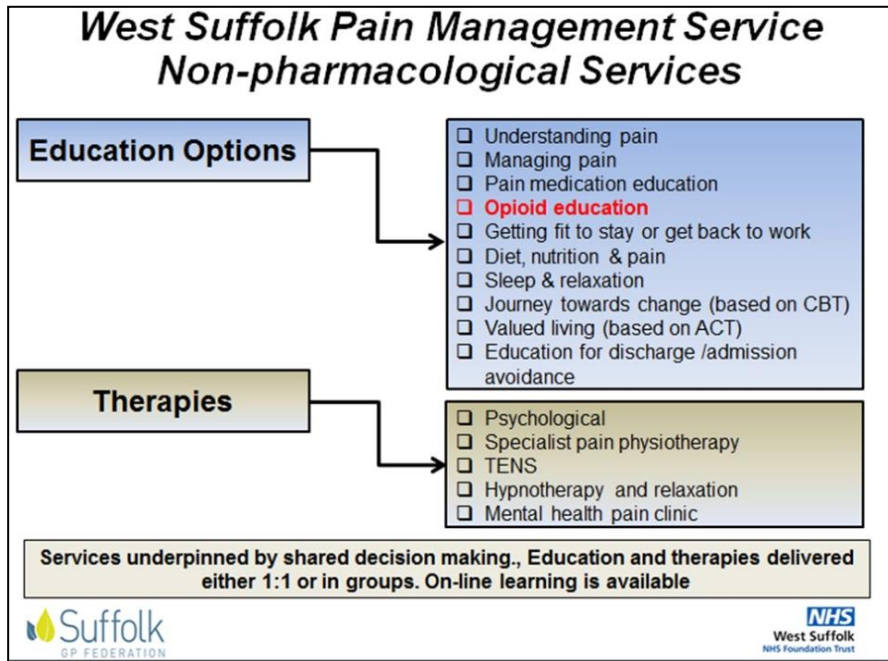 West Suffolk Pain Management Service
Non-pharmacological Services
Education Options
Understanding pain
Managing pain
Pain medication education
Opioid education
Getting fit to stay or get back to work
Diet, nutrition & pain
Sleep & relaxation
Journey towards change (based on CBT)
Valued living (based on ACT)
Education for discharge /admission
avoidance
Therapies
Psychological
Specialist pain physiotherapy
TENS
Hypnotherapy and relaxation
Mental health pain clinic
Services underpinned by shared decision making., Education and therapies delivered
either 1:1 or in groups. On-line learning is available
Suffolk
GP FEDERATION
NHS
West Suffolk
NHS Foundation Trust